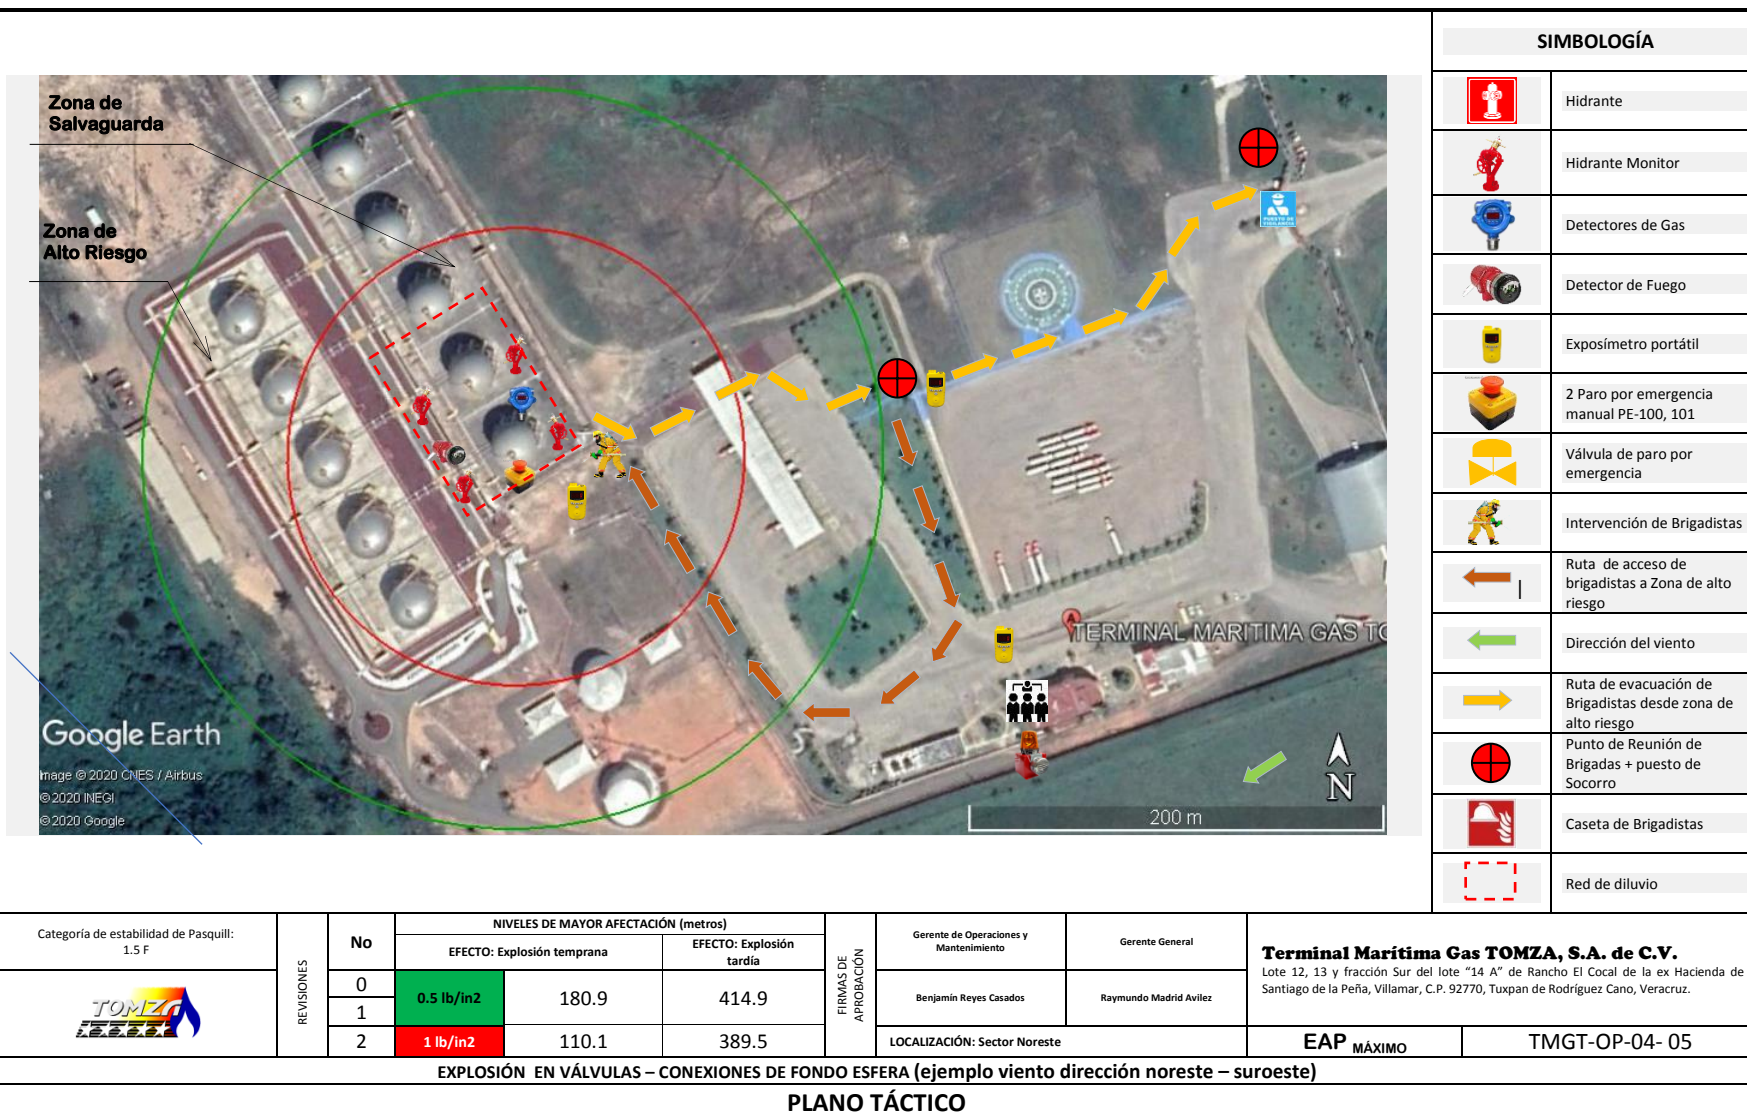 SIMBOLOGÍA
Zona de
Salvaguarda
Zona de
Alto Riesgo
PUESTO DE
VIGILANCIA
A
TERMINAL MARITIMA GAS TO
Google Earth
Image © 2020 CNES / Airbus
© 2020 INEGI
© 2020 Google
N
200 m
Hidrante
Hidrante Monitor
Detectores de Gas
Detector de Fuego
Exposímetro portátil
2 Paro por emergencia
manual PE-100, 101
Válvula de paro por
emergencia
Intervención de Brigadistas
Ruta de acceso de
brigadistas a Zona de alto
riesgo
Dirección del viento
Ruta de evacuación de
Brigadistas desde zona de
alto riesgo
Punto de Reunión de
Brigadas + puesto de
Socorro
Caseta de Brigadistas
Red de diluvio
Categoría de estabilidad de Pasquill:
1.5 F
TOMZA
REVISIONES
No
0
1
2
NIVELES DE MAYOR AFECTACIÓN (metros)
EFECTO: Explosión temprana
EFECTO: Explosión
tardía
0.5 lb/in2
180.9
414.9
1 lb/in2
110.1
389.5
FIRMAS DE
APROBACIÓN
Gerente de Operaciones y
Mantenimiento
Gerente General
Benjamín Reyes Casados
Raymundo Madrid Avilez
LOCALIZACIÓN: Sector Noreste
Terminal Marítima Gas TOMZA, S.A. de C.V.
Lote 12, 13 y fracción Sur del lote “14 A” de Rancho El Cocal de la ex Hacienda de
Santiago de la Peña, Villamar, C.P. 92770, Tuxpan de Rodríguez Cano, Veracruz.
EAP MÁXIMO
TMGT-OP-04- 05
EXPLOSIÓN EN VÁLVULAS – CONEXIONES DE FONDO ESFERA (ejemplo viento dirección noreste – suroeste)
PLANO TÁCTICO